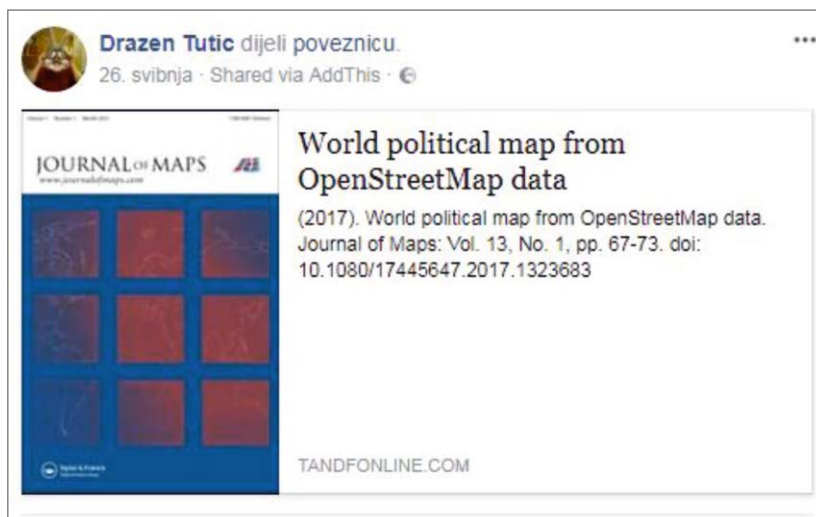 Drazen Tutic dijeli poveznicu.
26. svibnja · Shared via AddThis ·
JOURNAL OF MAPS
www.journalofmaps.com
Taylor & Francis
World political map from
OpenStreetMap data
(2017). World political map from OpenStreetMap data.
Journal of Maps: Vol. 13, No. 1, pp. 67-73. doi:
10.1080/17445647.2017.1323683
TANDFONLINE.COM